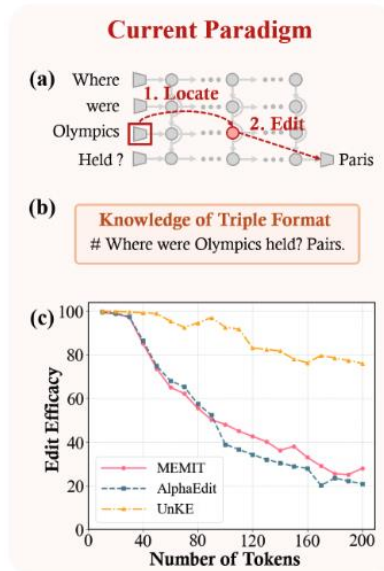 Current Paradigm
(a)
Where
were
Olympics
Held ?
1. Locate
2. Edit
Paris
(b)
Knowledge of Triple Format
# Where were Olympics held? Pairs.
(c)
Edit Efficacy
100
80
60
40
20
0
MEMIT
AlphaEdit
UnKE
0 40 80 120 160 200
Number of Tokens